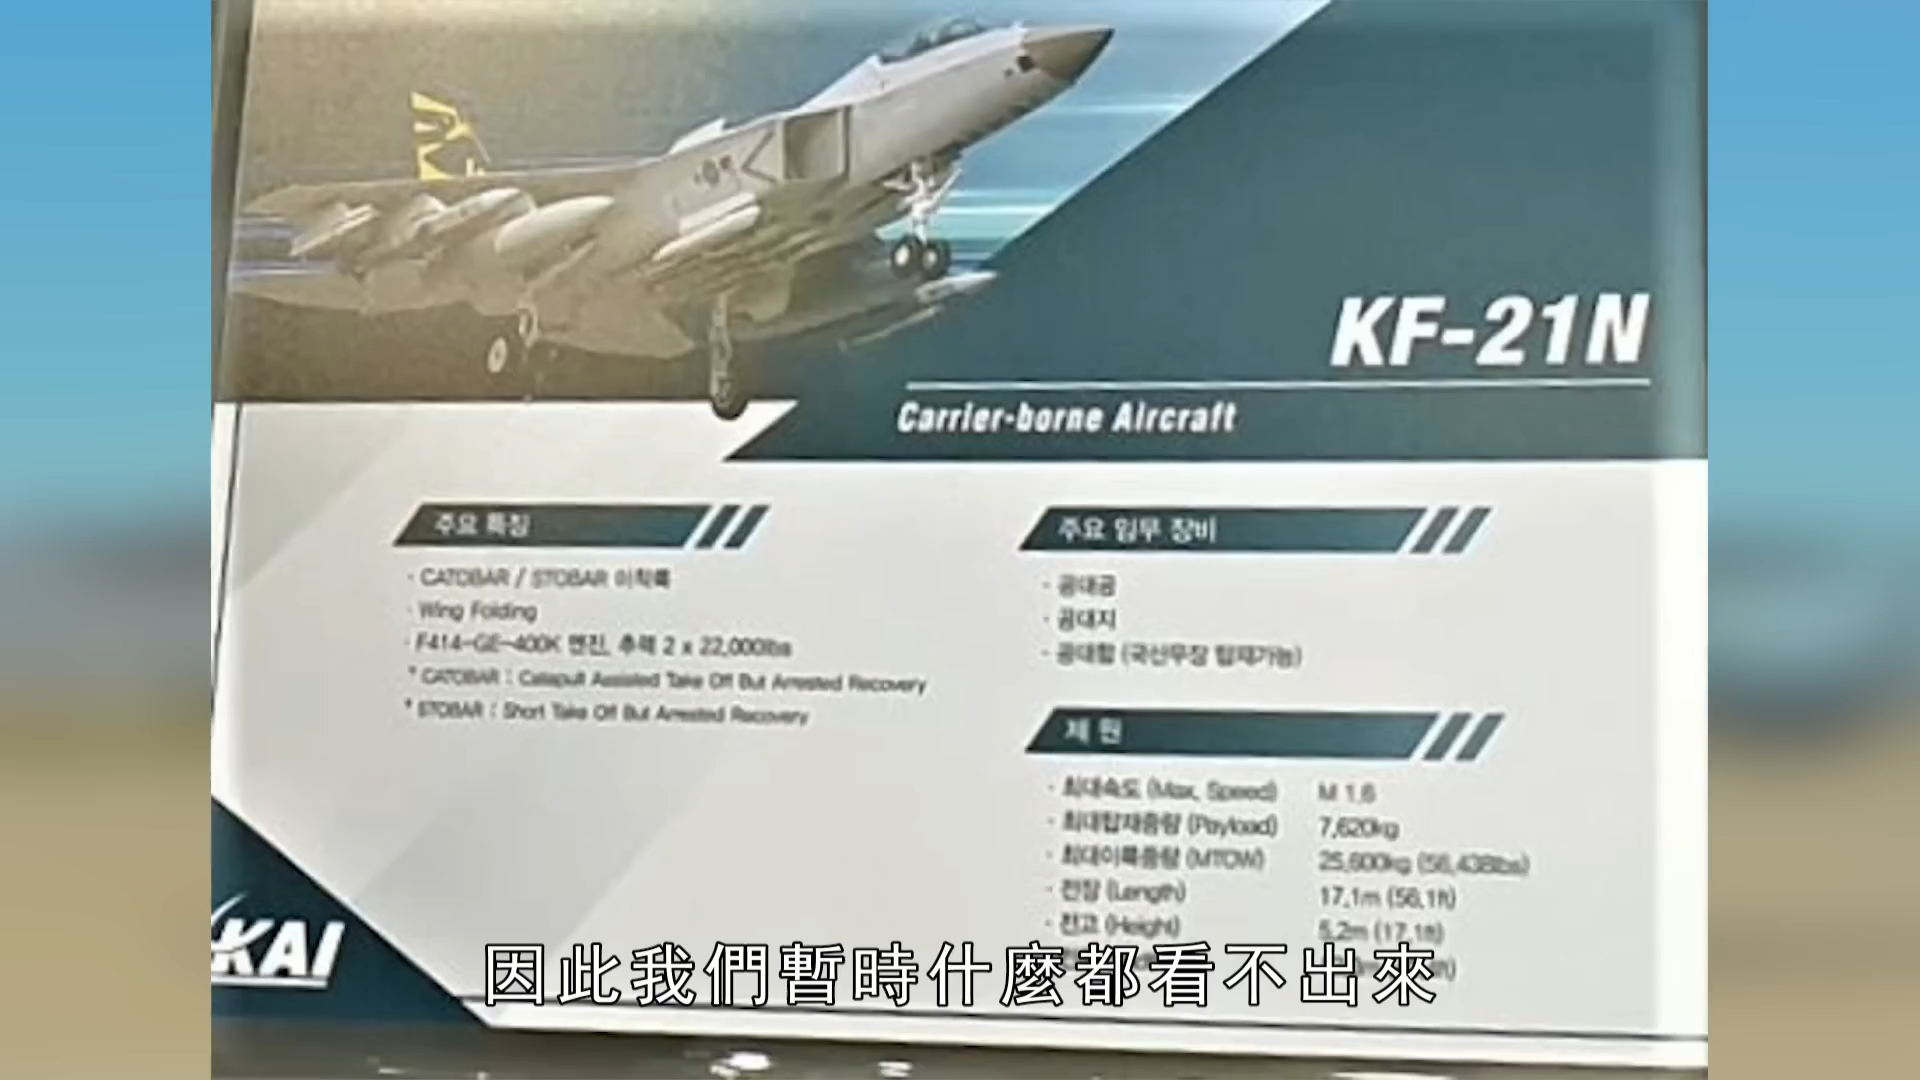 KF-21N
Carrier-borne Aircraft
주요 특징
· CATOBAR / STOBAR 이착륙
· Wing Folding
· F414-GE-400K 엔진, 추력 2 x 22,000lbs
* CATOBAR : Catapult Assisted Take Off But Arrested Recovery
* STOBAR : Short Take Off But Arrested Recovery
주요 임무 장비
· 공대공
· 공대지
· 공대함 (국산무장 탑재가능)
제 원
· 최대속도 (Max. Speed) M 1.6
· 최대탑재중량 (Payload) 7,620kg
· 최대이륙중량 (MTOW) 25,600kg (56,438lbs)
· 전장 (Length) 17.1m (56.1ft)
· 전고 (Height) 5.2m (17.1ft)
KAI
因此我們暫時什麼都看不出來